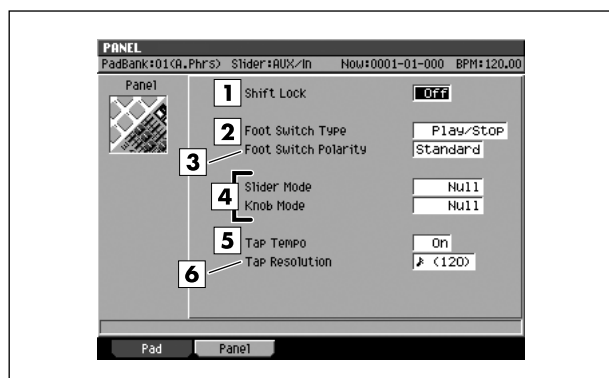 PANEL
PadBank:01(A.Phrs) Slider:AUX/In Now:0001-01-000 BPM:120.00
Panel
1 Shift Lock Off
2 Foot Switch Type Play/Stop
3 Foot Switch Polarity Standard
4
Slider Mode Null
Knob Mode Null
5 Tap Tempo On
6 Tap Resolution ♪ (120)
Pad Panel